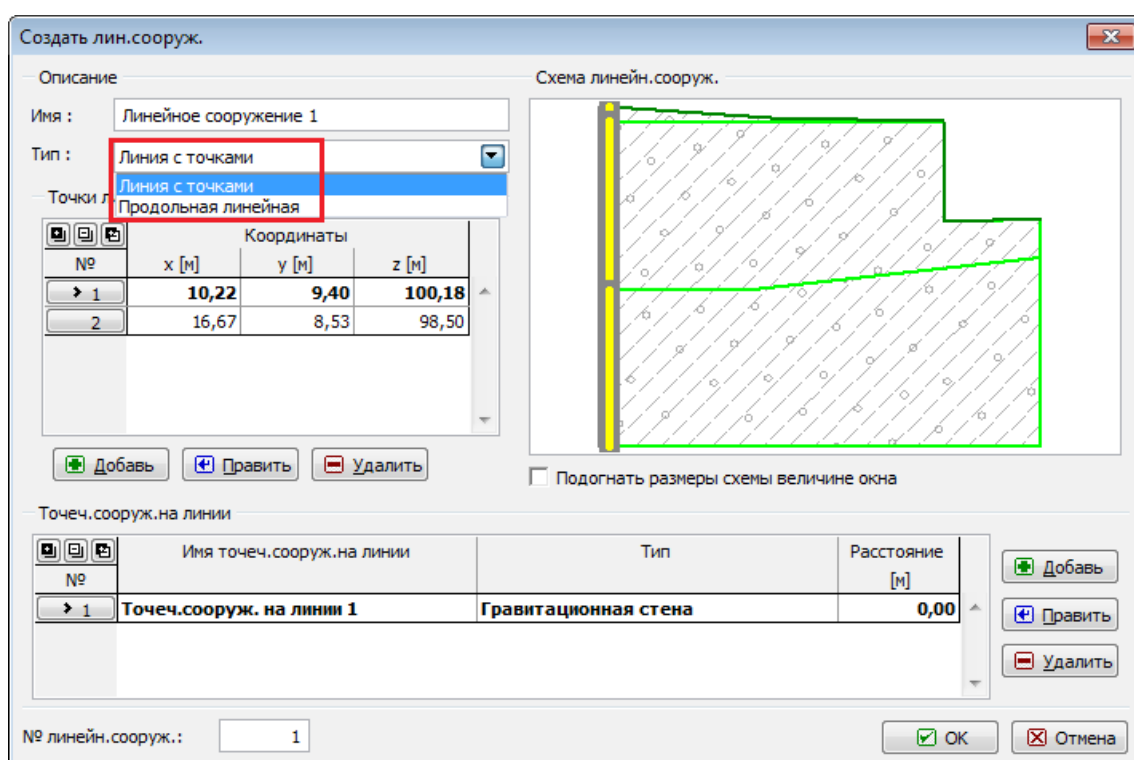 Создать лин.сооруж.
Описание
Имя :
Линейное сооружение 1
Тип :
Линия с точками
Линия с точками
Продольная линейная
Точки л
Координаты
№
x [м]
y [м]
z [м]
1
10,22
9,40
100,18
2
16,67
8,53
98,50
Добавь
Править
Удалить
Схема линейн.сооруж.
Подогнать размеры схемы величине окна
Точеч.сооруж.на линии
№
Имя точеч.сооруж.на линии
Тип
Расстояние
[м]
1
Точеч.сооруж. на линии 1
Гравитационная стена
0,00
Добавь
Править
Удалить
№ линейн.сооруж.:
1
OK
Отмена